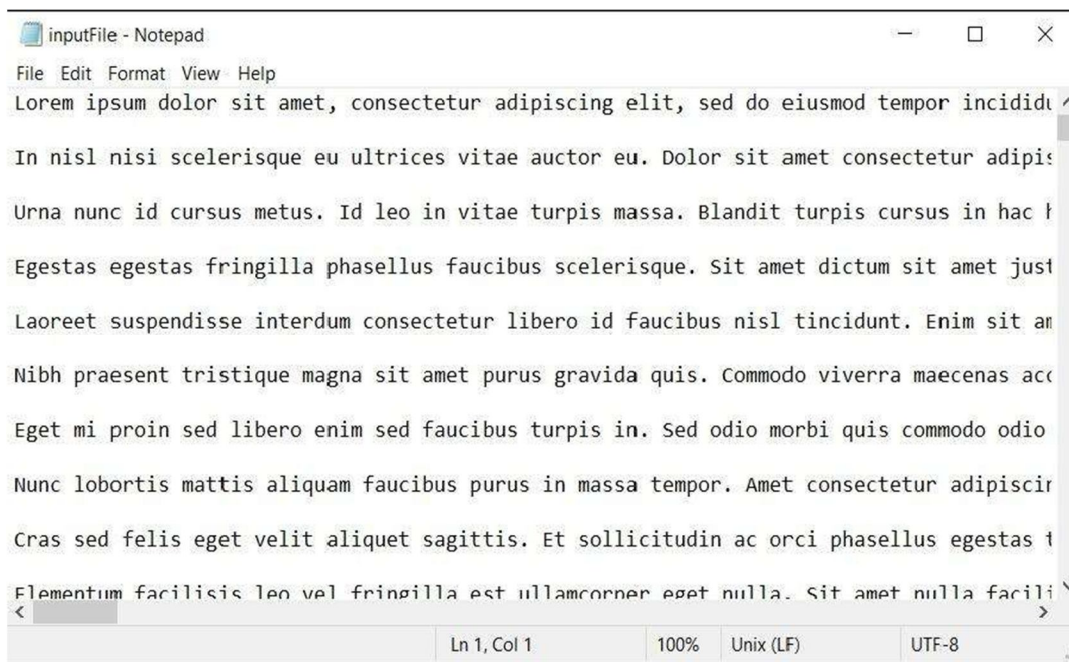 inputFile - Notepad
File Edit Format View Help
Lorem ipsum dolor sit amet, consectetur adipiscing elit, sed do eiusmod tempor
In nisl nisi scelerisque eu ultrices vitae auctor eu. Dolor sit amet consectetur
Urna nunc id cursus metus. Id leo in vitae turpis massa. Blandit turpis cursus in hac
Egestas egestas fringilla phasellus faucibus scelerisque. Sit amet dictum sit amet
Laoreet suspendisse interdum consectetur libero id faucibus nisl tincidunt. Enim sit
Nibh praesent tristique magna sit amet purus gravida quis. Commodo viverra maecenas
Eget mi proin sed libero enim sed faucibus turpis in. Sed odio morbi quis commodo odio
Nunc lobortis mattis aliquam faucibus purus in massa tempor. Amet consectetur
Cras sed felis eget velit aliquet sagittis. Et sollicitudin ac orci phasellus egestas
Elementum facilisis leo vel fringilla est ullamcorper eget nulla. Sit amet nulla
Ln 1, Col 1 100% Unix (LF) UTF-8